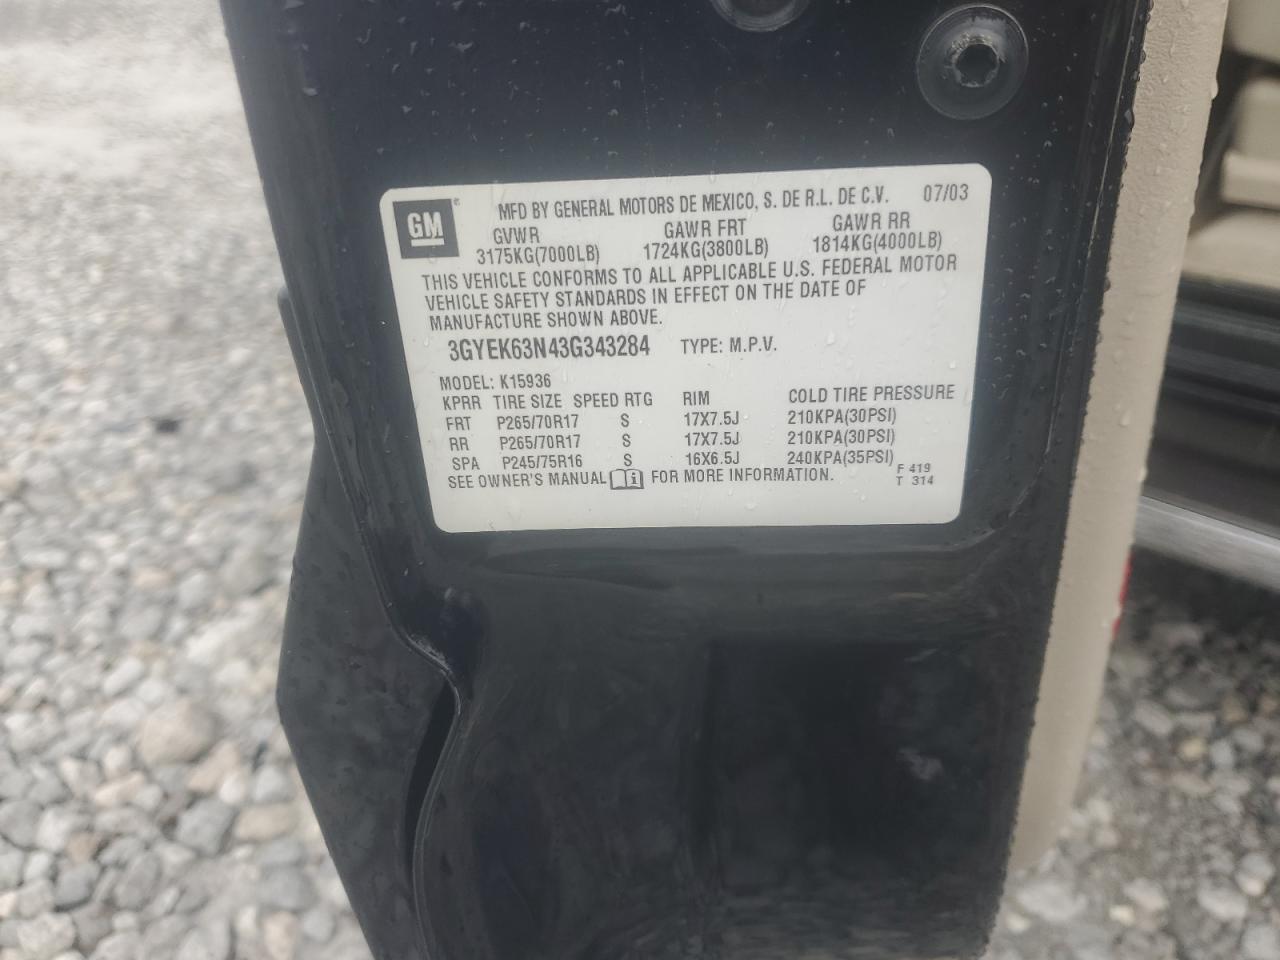 GM ® MFD BY GENERAL MOTORS DE MEXICO, S. DE R.L. DE C.V. 07/03
GVWR GAWR FRT GAWR RR
3175KG(7000LB) 1724KG(3800LB) 1814KG(4000LB)
THIS VEHICLE CONFORMS TO ALL APPLICABLE U.S. FEDERAL MOTOR
VEHICLE SAFETY STANDARDS IN EFFECT ON THE DATE OF
MANUFACTURE SHOWN ABOVE.
3GYEK63N43G343284 TYPE: M.P.V.
MODEL: K15936
KPRR TIRE SIZE SPEED RTG RIM COLD TIRE PRESSURE
FRT P265/70R17 S 17X7.5J 210KPA(30PSI)
RR P265/70R17 S 17X7.5J 210KPA(30PSI)
SPA P245/75R16 S 16X6.5J 240KPA(35PSI)
SEE OWNER'S MANUAL i FOR MORE INFORMATION. F 419
T 314